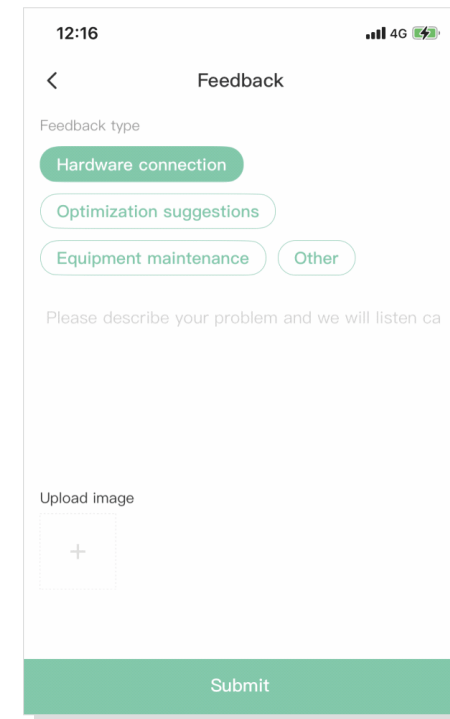 12:16 4G
Feedback
Feedback type
Hardware connection
Optimization suggestions
Equipment maintenance Other
Please describe your problem and we will listen ca
Upload image
+
Submit